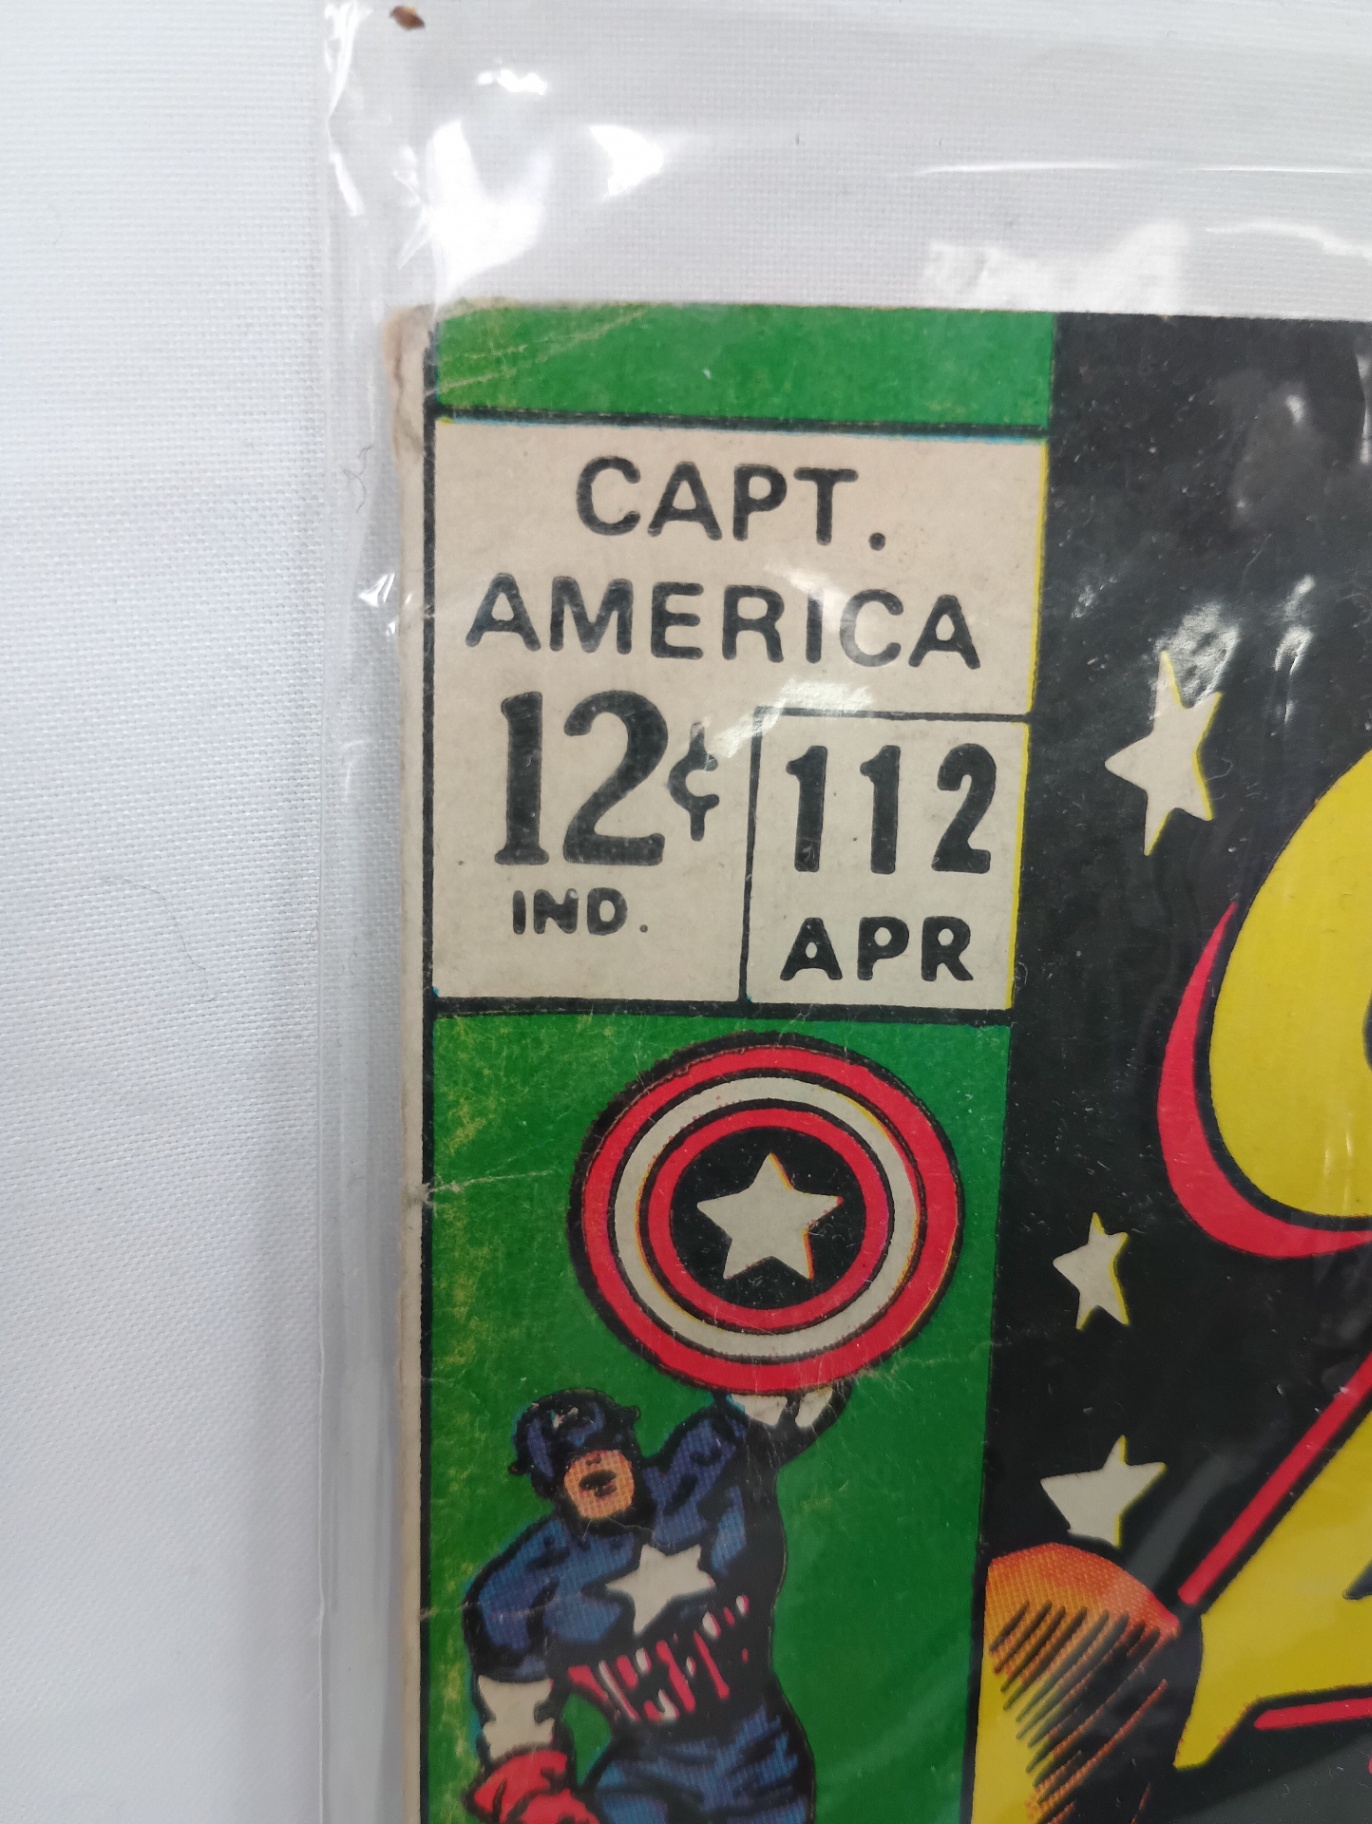 CAPT.
AMERICA
12¢
IND.
112
APR